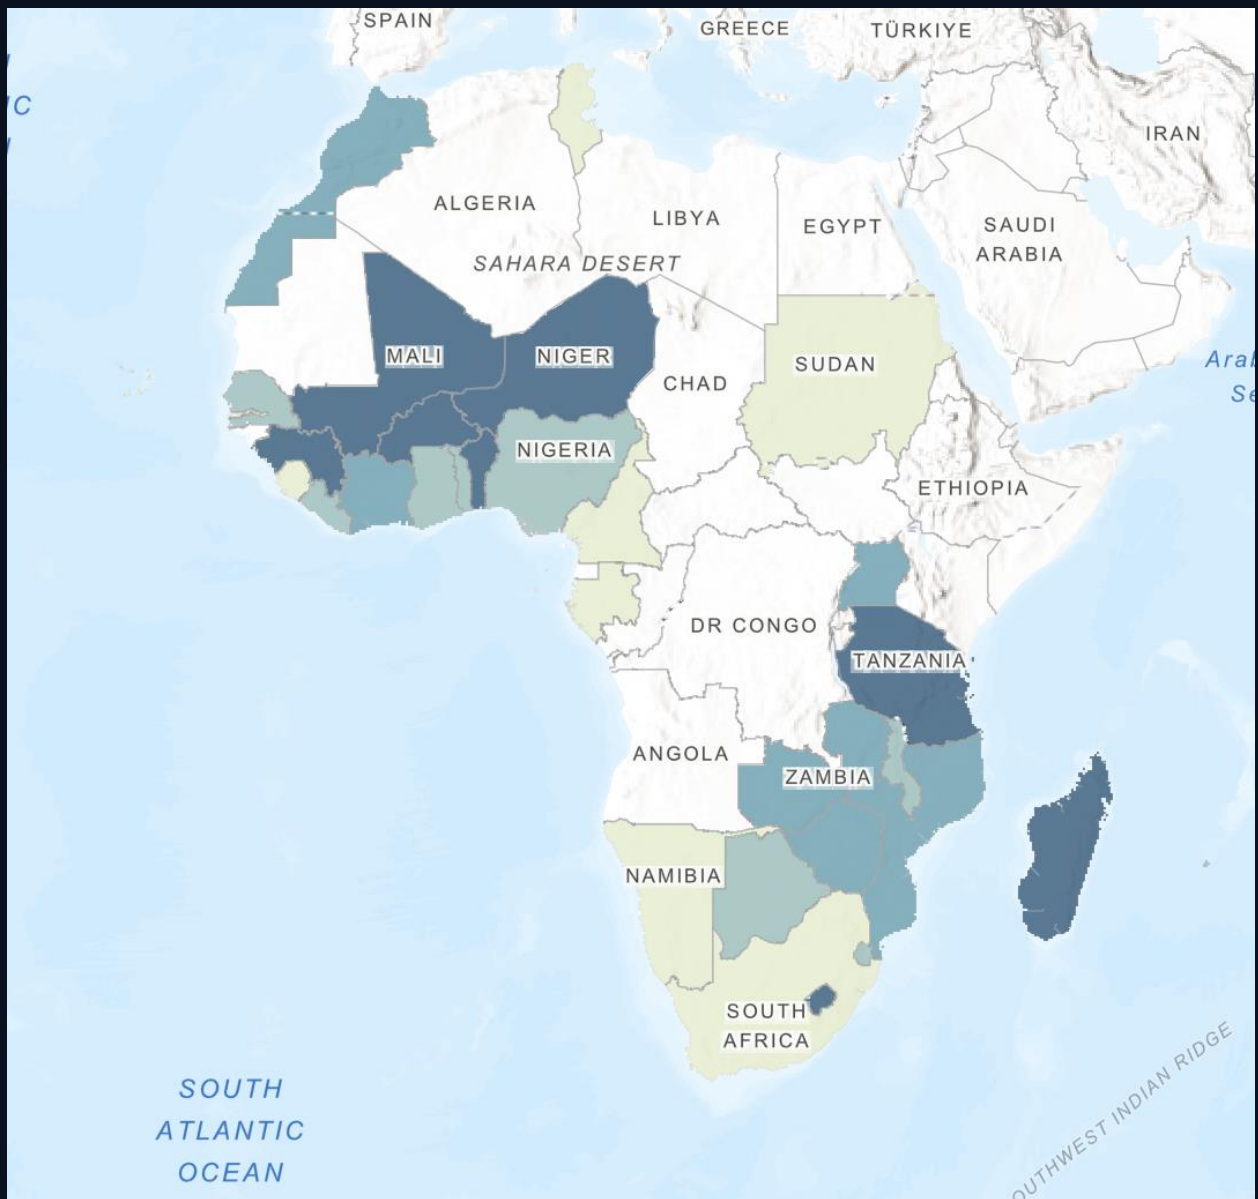 SPAIN
GREECE
TÜRKIYE
IC
IRAN
ALGERIA
LIBYA
EGYPT
SAUDI
ARABIA
SAHARA DESERT
MALI
NIGER
CHAD
SUDAN
Arab
Se
NIGERIA
ETHIOPIA
DR CONGO
TANZANIA
ANGOLA
ZAMBIA
NAMIBIA
SOUTH
AFRICA
SOUTH
ATLANTIC
OCEAN
OUTHWEST INDIAN RIDGE